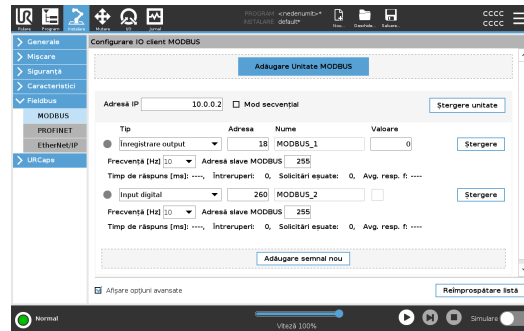 PROGRAM <nedenumit>*
INSTALARE default*
CCCC
CCCC
Rulare Program Instalare Mutare I/O Jurnal Nou... Deschide... Salvare...
Generale
Configurare IO client MODBUS
Mișcare
Siguranță
Caracteristici
Fieldbus
MODBUS
PROFINET
EtherNet/IP
URCaps
Adăugare Unitate MODBUS
Adresă IP 10.0.0.2 Mod secvențial Ștergere unitate
Tip Adresa Nume Valoare
Înregistrare output 18 MODBUS_1 0 Ștergere
Frecvență [Hz] 10 Adresă slave MODBUS 255
Timp de răspuns [ms]: ----, Întreruperi: 0, Solicitări eșuate: 0, Avg. resp. f: ----
Input digital 260 MODBUS_2 Ștergere
Frecvență [Hz] 10 Adresă slave MODBUS 255
Timp de răspuns [ms]: ----, Întreruperi: 0, Solicitări eșuate: 0, Avg. resp. f: ----
Adăugare semnal nou
Afișare opțiuni avansate Reîmprospătare listă
Normal
Viteză 100%
Simulare